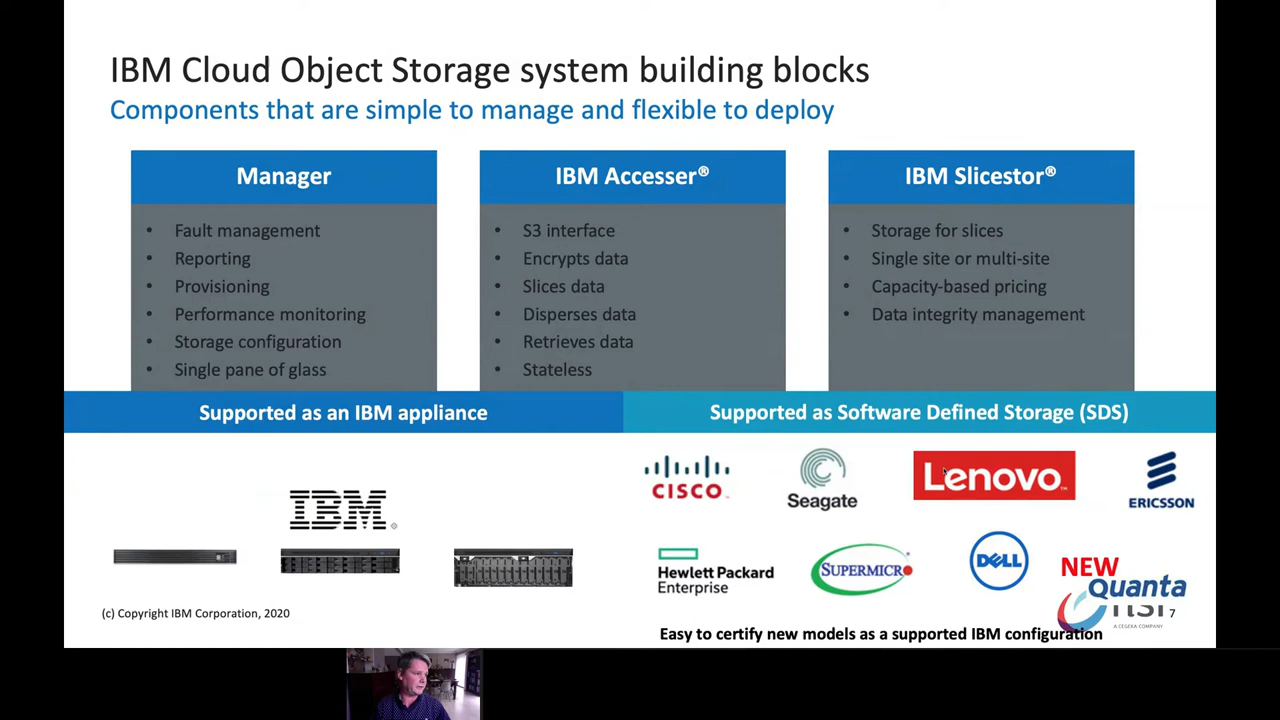 IBM Cloud Object Storage system building blocks
Components that are simple to manage and flexible to deploy
Manager
• Fault management
• Reporting
• Provisioning
• Performance monitoring
• Storage configuration
• Single pane of glass
IBM Accesser®
• S3 interface
• Encrypts data
• Slices data
• Disperses data
• Retrieves data
• Stateless
IBM Slicestor®
• Storage for slices
• Single site or multi-site
• Capacity-based pricing
• Data integrity management
Supported as an IBM appliance
Supported as Software Defined Storage (SDS)
IBM®
CISCO
Seagate
Lenovo™
ERICSSON
Hewlett Packard
Enterprise
SUPERMICRO®
DELL
NEW
Quanta
A CEGEKA COMPANY
7
(c) Copyright IBM Corporation, 2020
Easy to certify new models as a supported IBM configuration